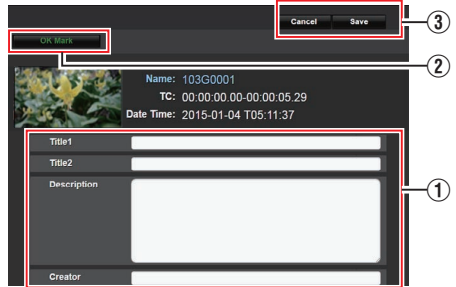 Cancel Save ③
OK Mark
②
Name: 103G0001
TC: 00:00:00.00-00:00:05.29
Date Time: 2015-01-04 T05:11:37
Title1
Title2
Description
①
Creator